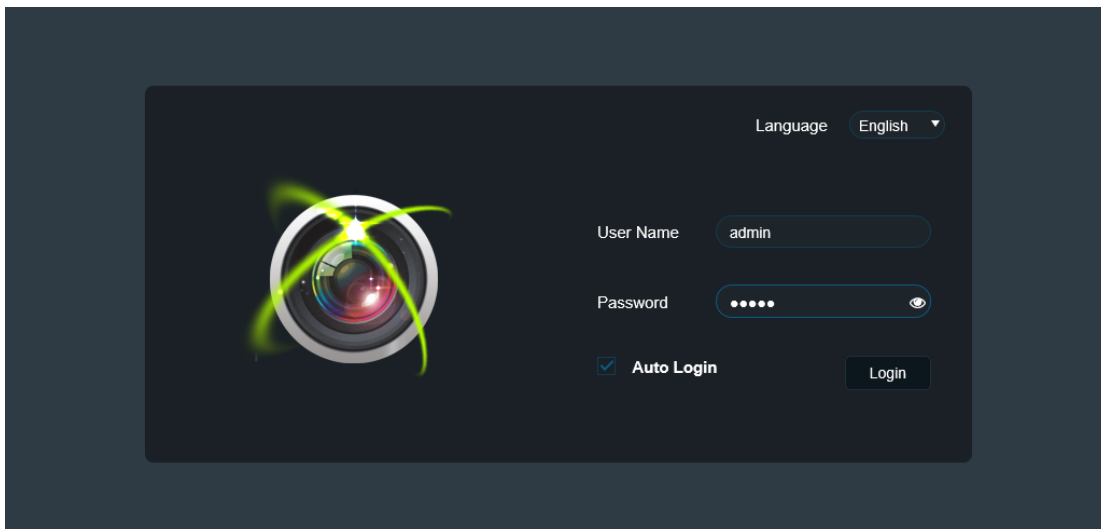 Language English
User Name admin
Password •••••
Auto Login Login